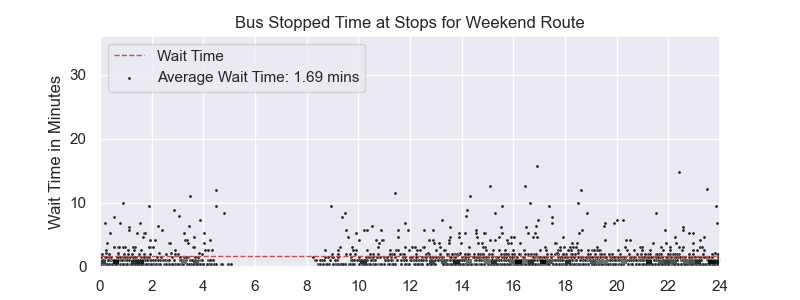 Bus Stopped Time at Stops for Weekend Route
Wait Time
Average Wait Time: 1.69 mins
Wait Time in Minutes
30
20
10
0
0 2 4 6 8 10 12 14 16 18 20 22 24